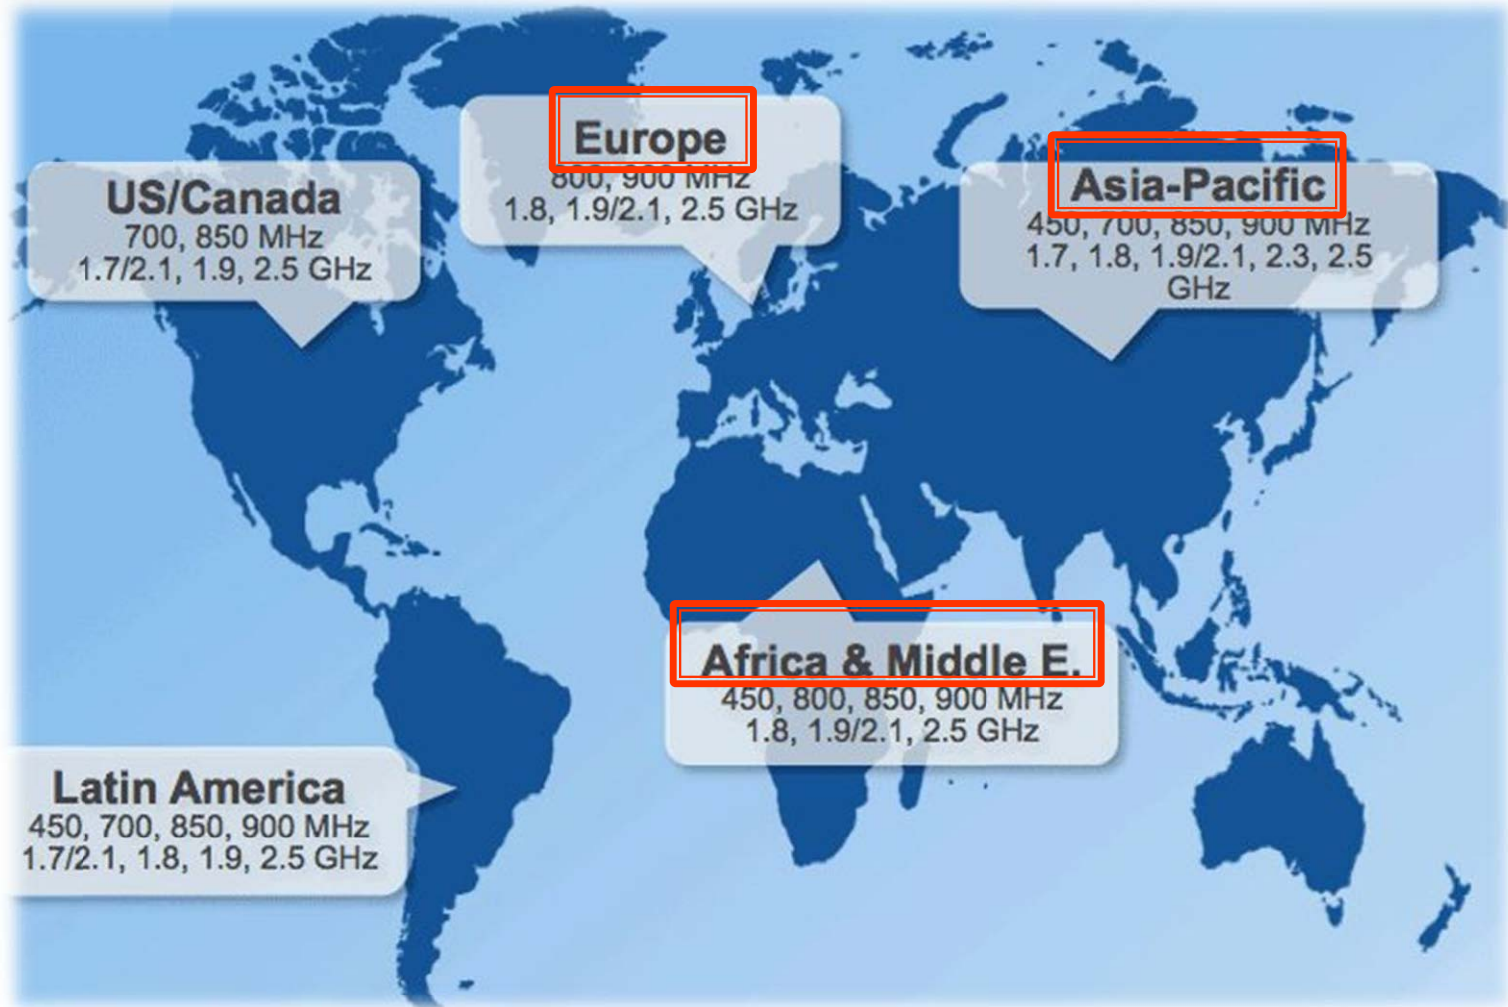 Europe
800, 900 MHz
1.8, 1.9/2.1, 2.5 GHz
US/Canada
700, 850 MHz
1.7/2.1, 1.9, 2.5 GHz
Asia-Pacific
450, 700, 850, 900 MHz
1.7, 1.8, 1.9/2.1, 2.3, 2.5
GHz
Africa & Middle E.
450, 800, 850, 900 MHz
1.8, 1.9/2.1, 2.5 GHz
Latin America
450, 700, 850, 900 MHz
1.7/2.1, 1.8, 1.9, 2.5 GHz